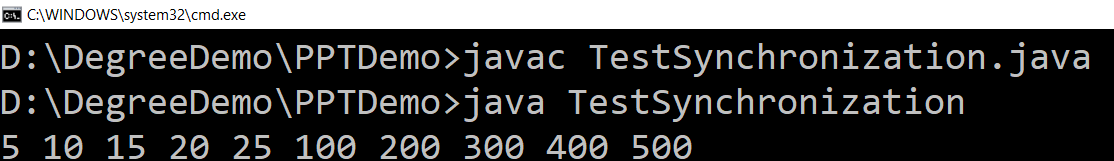 C:\WINDOWS\system32\cmd.exe
D:\DegreeDemo\PPTDemo>javac TestSynchronization.java
D:\DegreeDemo\PPTDemo>java TestSynchronization
5 10 15 20 25 100 200 300 400 500